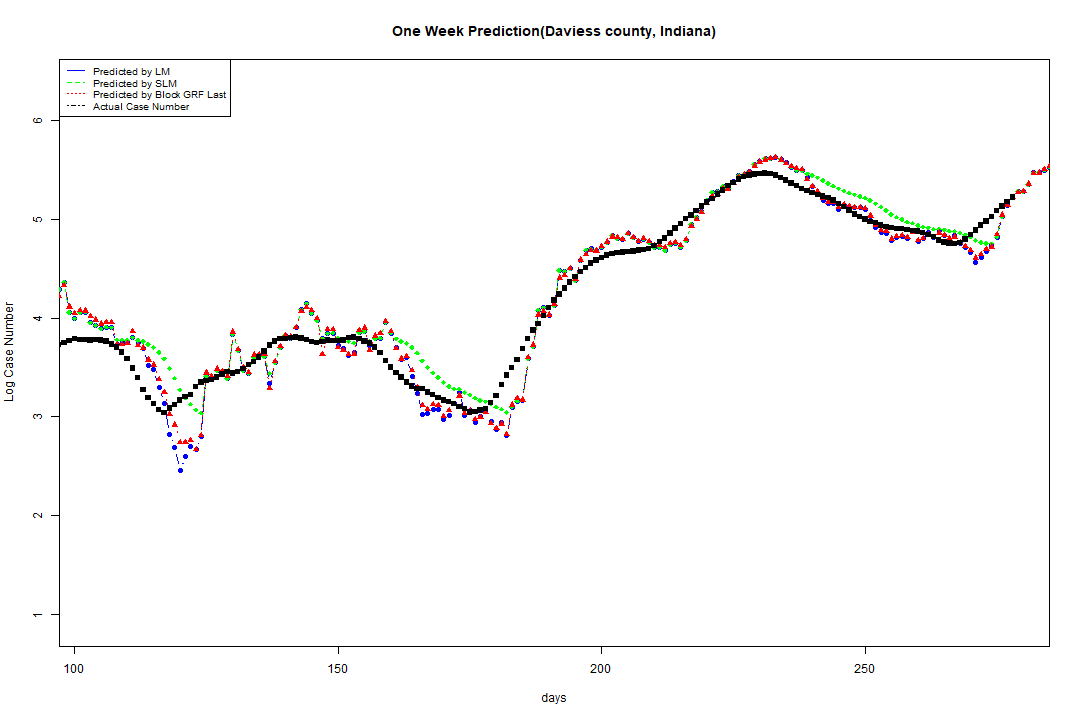 One Week Prediction(Daviess county, Indiana)
Predicted by LM
Predicted by SLM
Predicted by Block GRF Last
Actual Case Number
Log Case Number
6
5
4
3
2
1
100 150 200 250
days